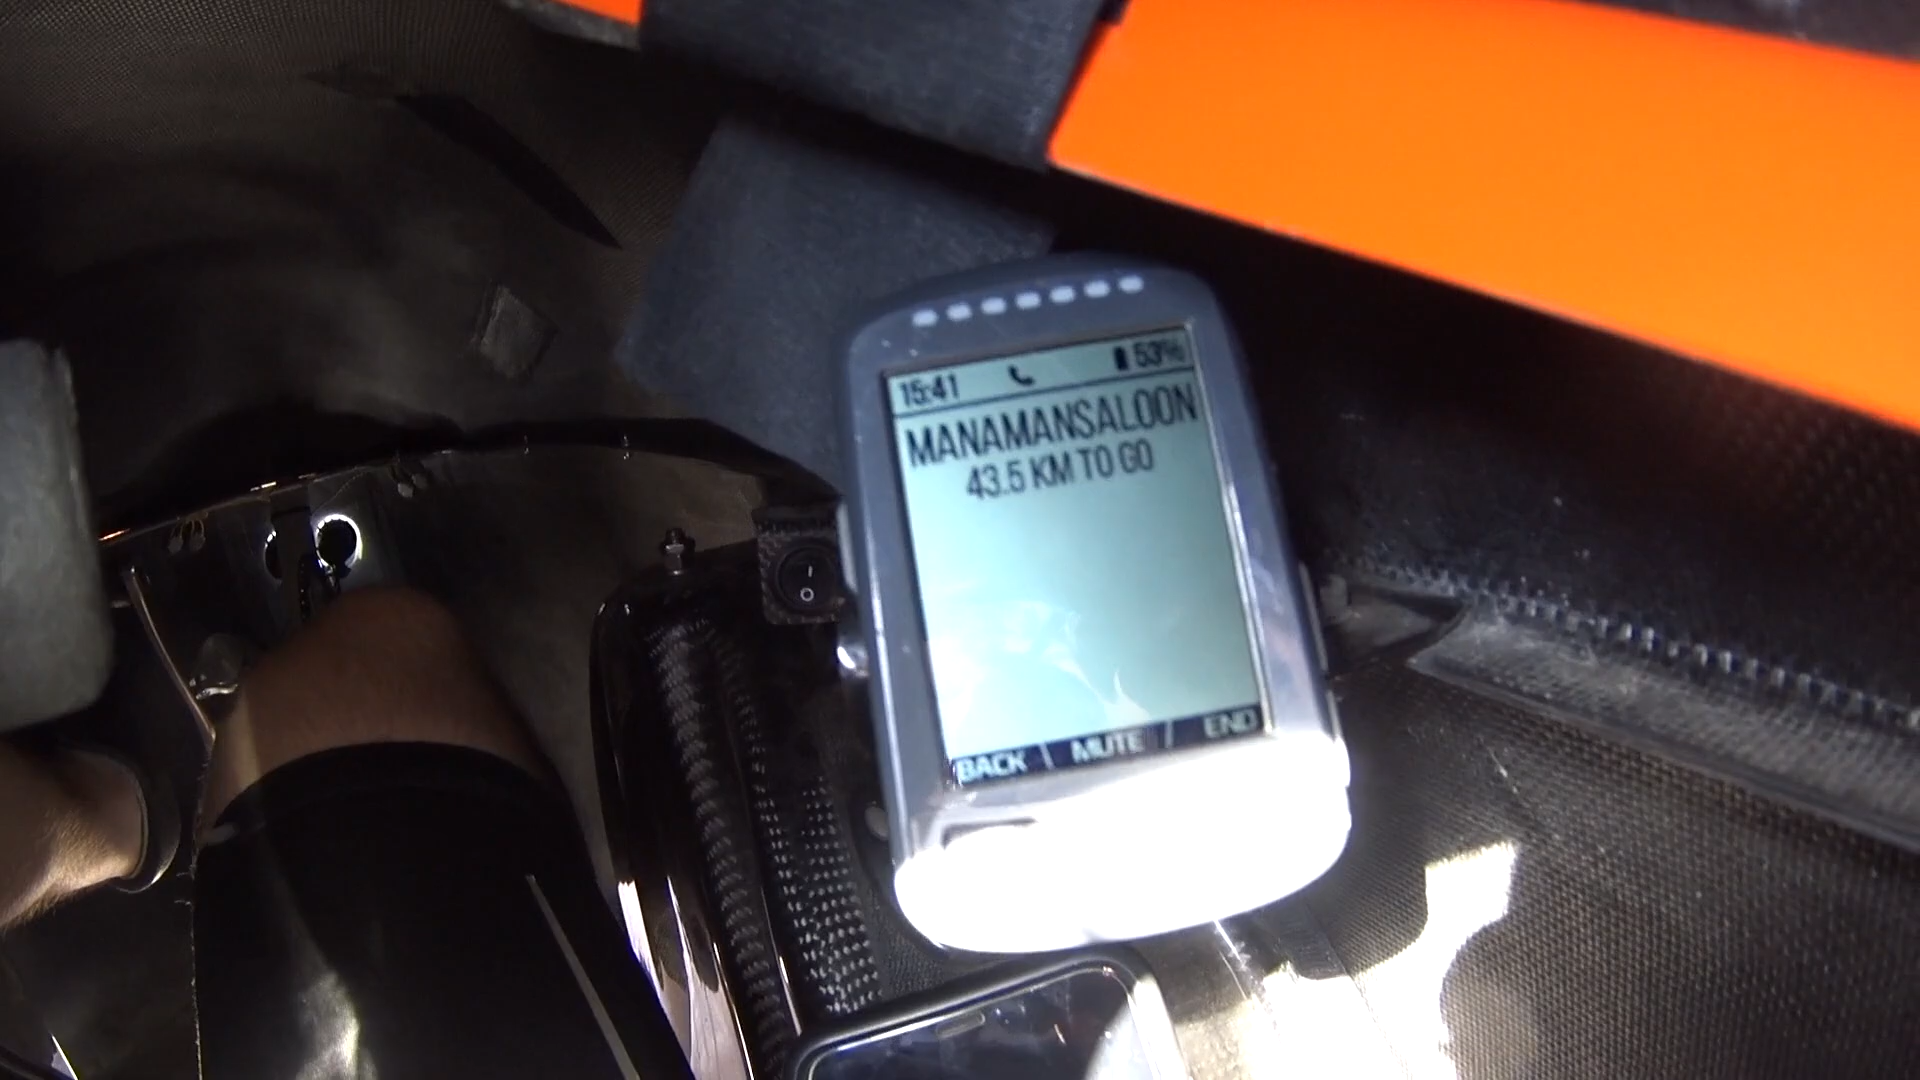 15:41 53%
MANAMANSALOON
43.5 KM TO GO
BACK \ MUTE / END
I
O